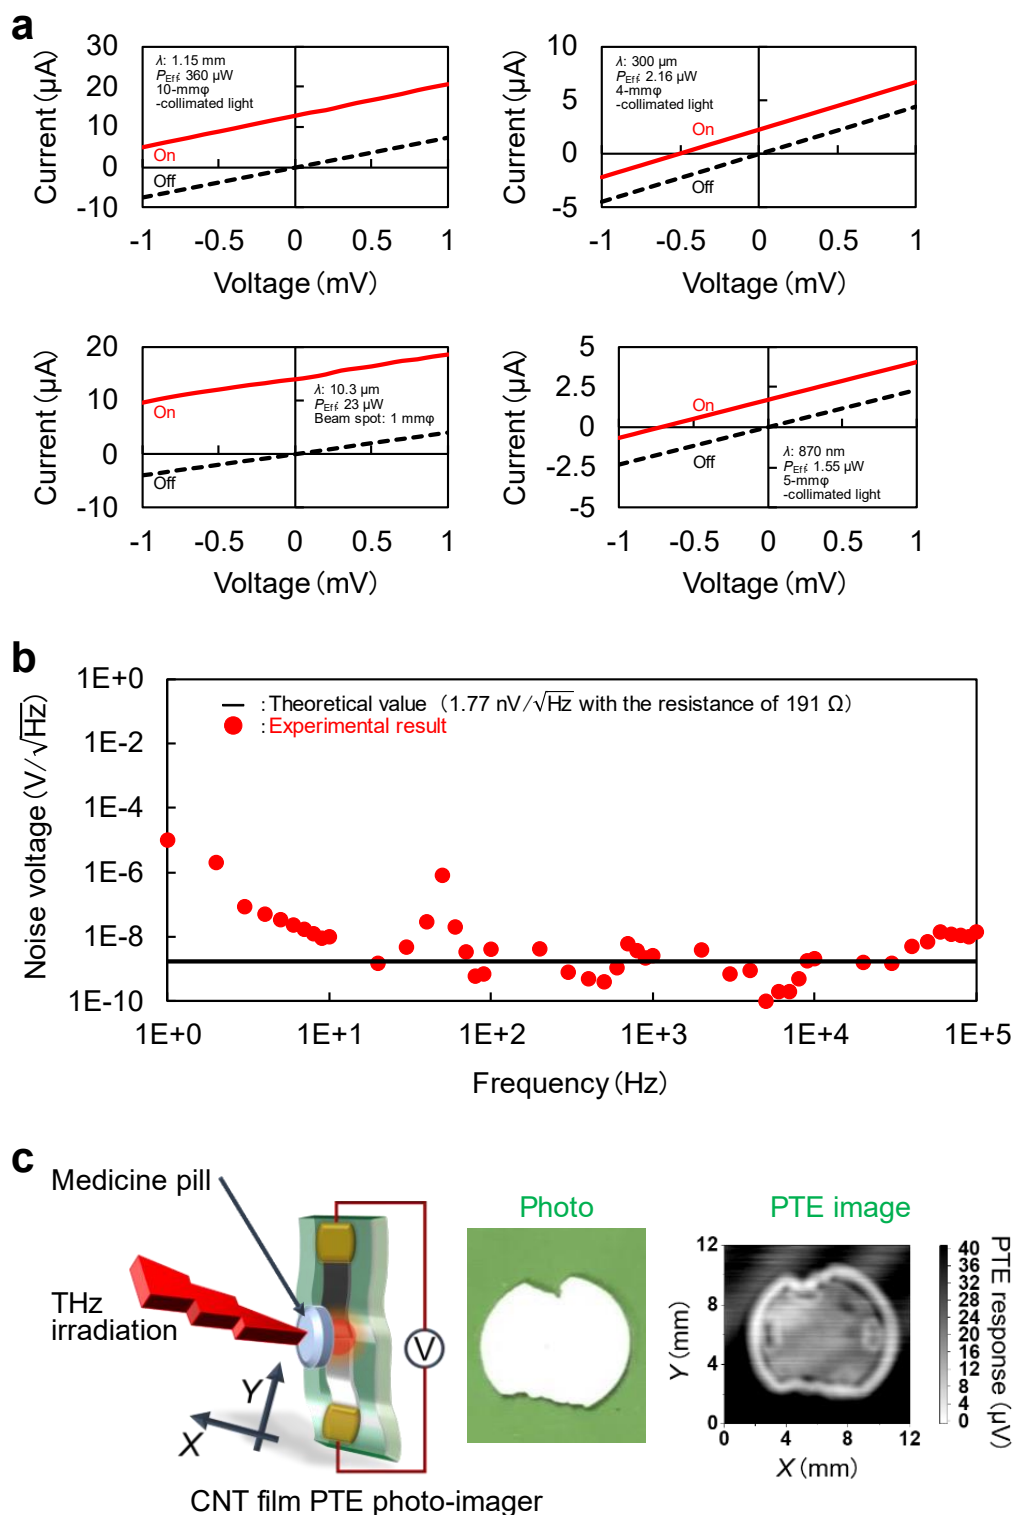 a
30
20
10
0
-10
Current (μA)
λ: 1.15 mm
P_Eff: 360 μW
10-mmφ
-collimated light
On
Off
-1 -0.5 0 0.5 1
Voltage (mV)
10
5
0
-5
Current (μA)
λ: 300 μm
P_Eff: 2.16 μW
4-mmφ
-collimated light
On
Off
-1 -0.5 0 0.5 1
Voltage (mV)
20
10
0
-10
Current (μA)
λ: 10.3 μm
P_Eff: 23 μW
Beam spot: 1 mmφ
On
Off
-1 -0.5 0 0.5 1
Voltage (mV)
5
2.5
0
-2.5
-5
Current (μA)
On
Off
λ: 870 nm
P_Eff: 1.55 μW
5-mmφ
-collimated light
-1 -0.5 0 0.5 1
Voltage (mV)
b
1E+0
1E-2
1E-4
1E-6
1E-8
1E-10
Noise voltage (V/√Hz)
: Theoretical value (1.77 nV/√Hz with the resistance of 191 Ω)
: Experimental result
1E+0 1E+1 1E+2 1E+3 1E+4 1E+5
Frequency (Hz)
c
Medicine pill
THz
irradiation
Y
X
V
CNT film PTE photo-imager
Photo
PTE image
12
8
4
0
Y (mm)
0 4 8 12
X (mm)
40
36
32
28
24
20
16
12
8
4
0
PTE response (μV)